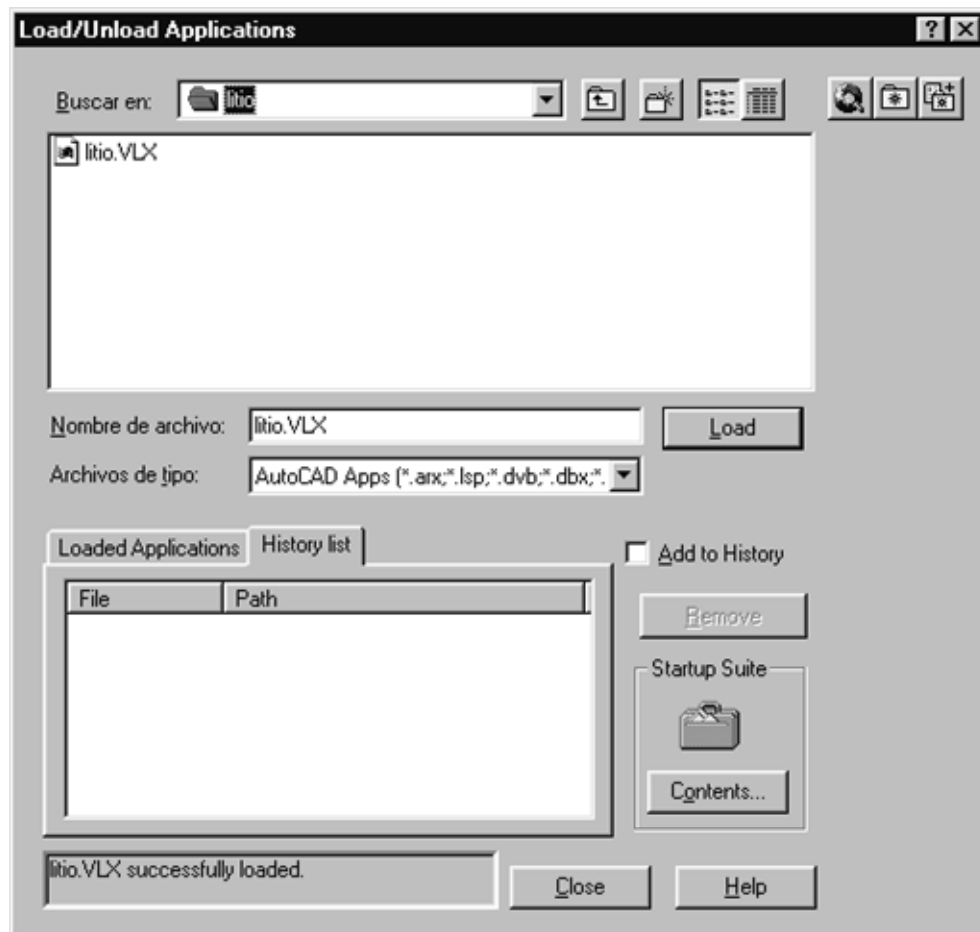 Load/Unload Applications
Buscar en: litio
litio.VLX
Nombre de archivo: litio.VLX Load
Archivos de tipo: AutoCAD Apps (*.arx;*.lsp;*.dvb;*.dbx;*.
Loaded Applications History list Add to History
File Path
Remove
Startup Suite
Contents...
litio.VLX successfully loaded. Close Help